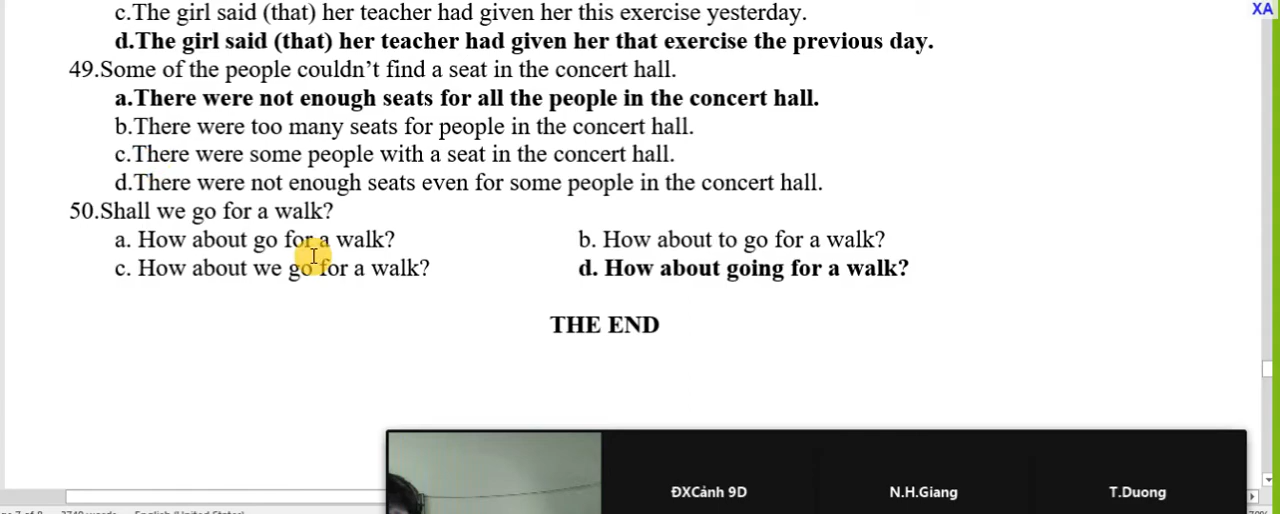 c.The girl said (that) her teacher had given her this exercise yesterday.
XA
d.The girl said (that) her teacher had given her that exercise the previous day.
49.Some of the people couldn't find a seat in the concert hall.
a.There were not enough seats for all the people in the concert hall.
b.There were too many seats for people in the concert hall.
c.There were some people with a seat in the concert hall.
d.There were not enough seats even for some people in the concert hall.
50.Shall we go for a walk?
a. How about go for a walk? b. How about to go for a walk?
c. How about we go for a walk? d. How about going for a walk?
THE END
ĐXCảnh 9D N.H.Giang T.Duong